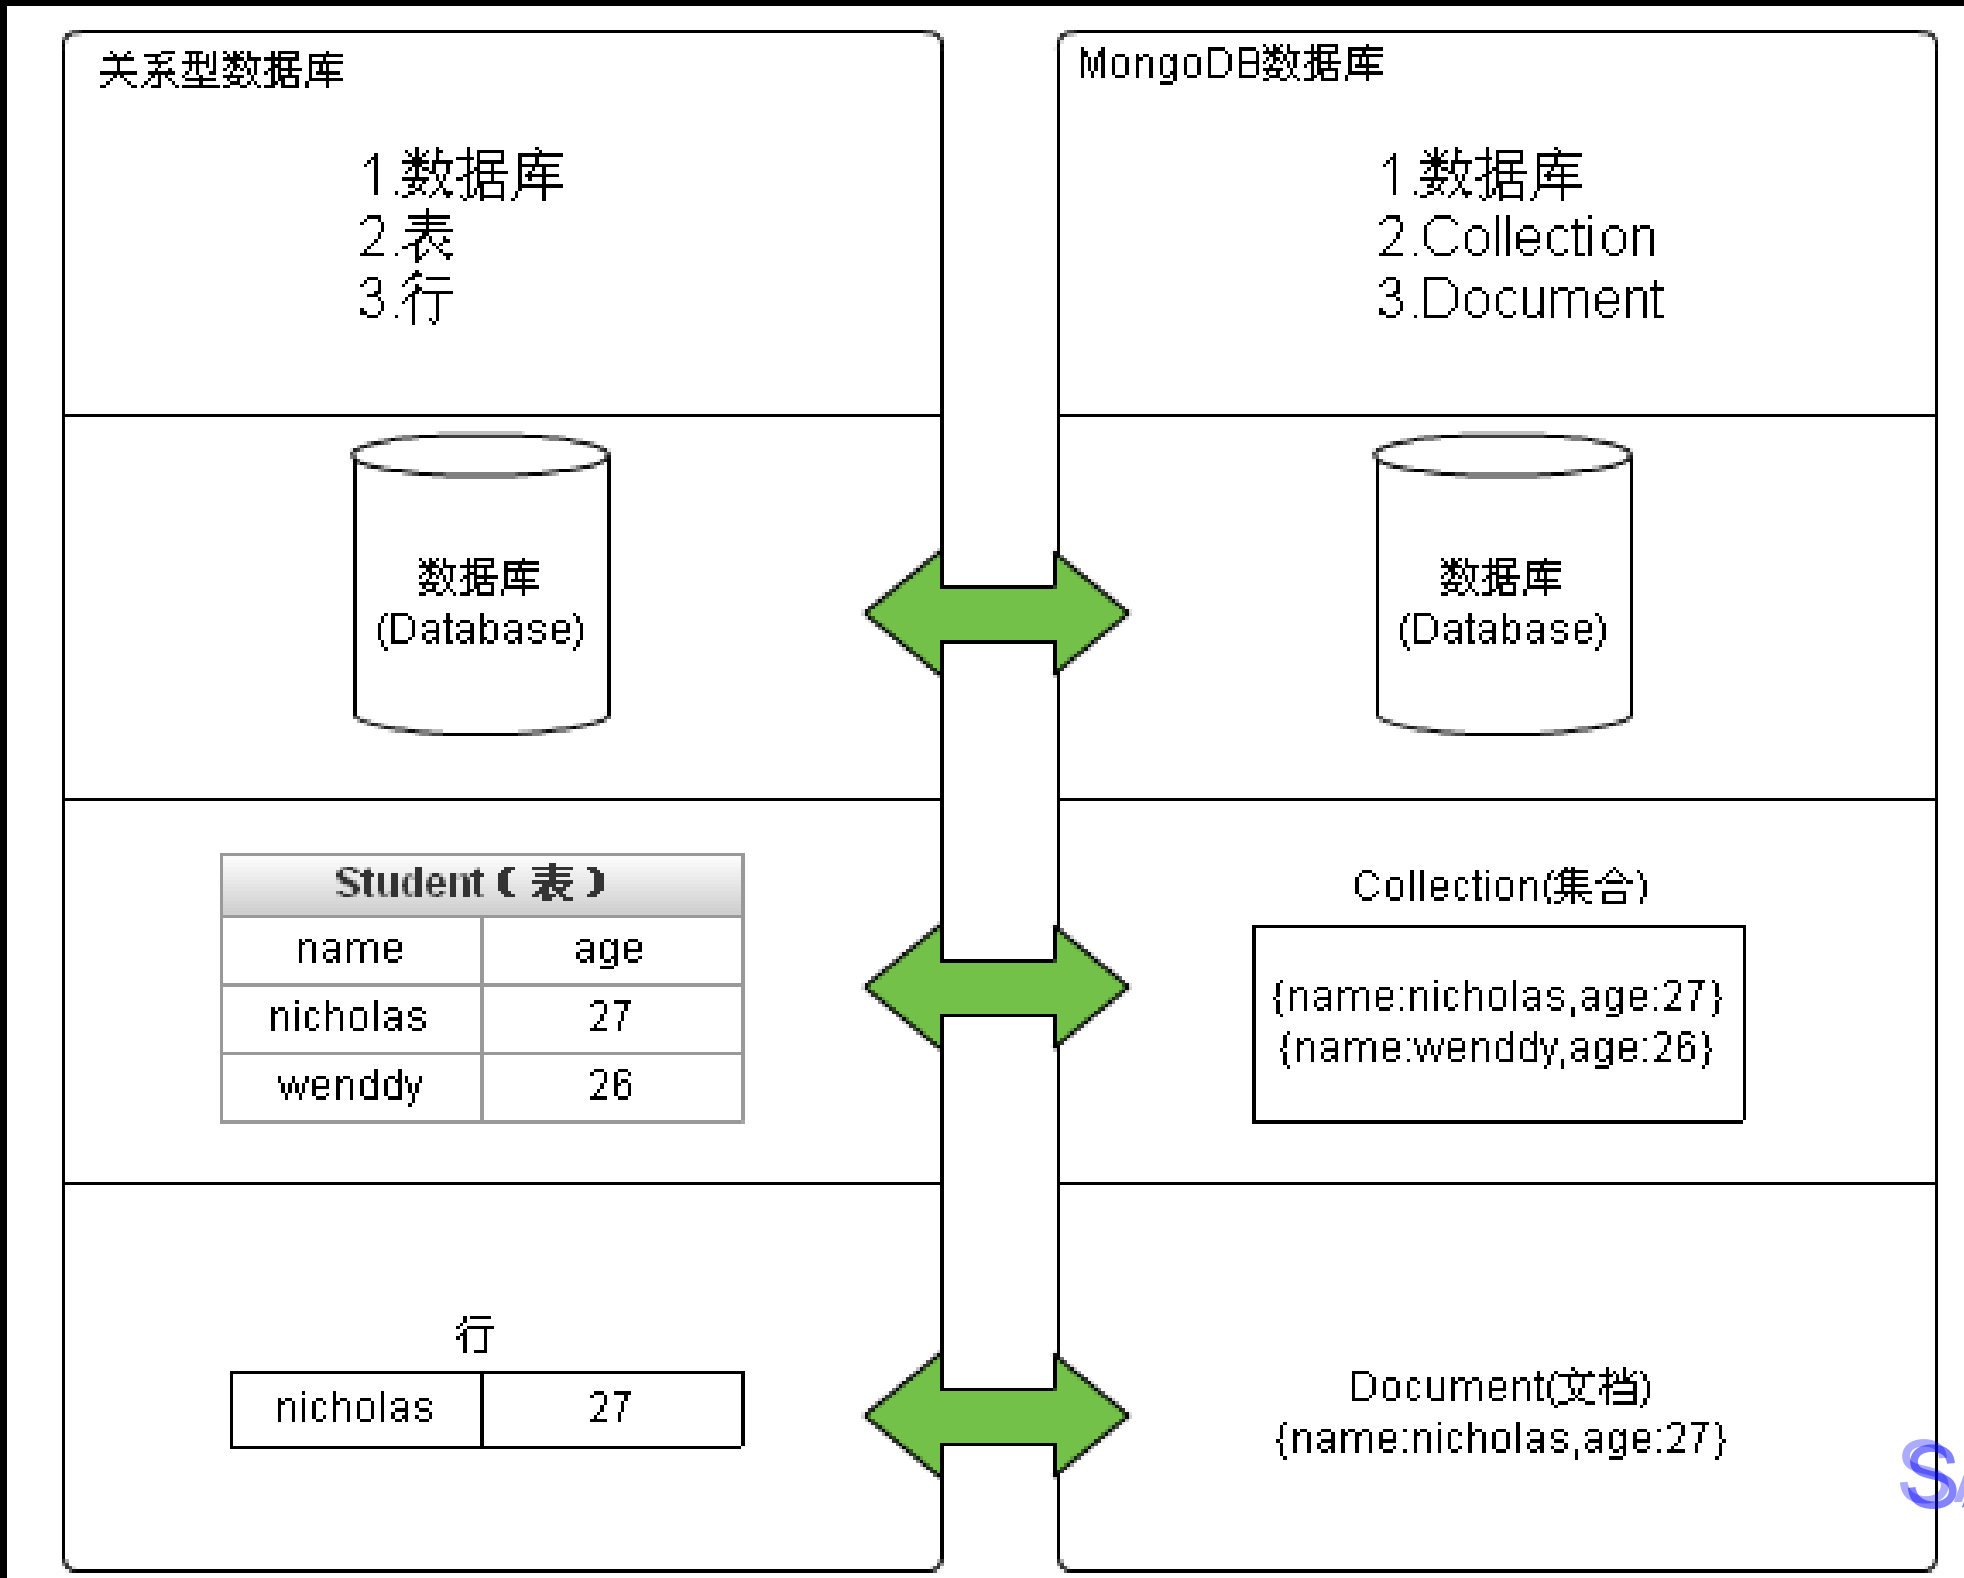 关系型数据库
1.数据库
2.表
3.行
数据库
(Database)
Student（表）
name age
nicholas 27
wenddy 26
行
nicholas 27
MongoDB数据库
1.数据库
2.Collection
3.Document
数据库
(Database)
Collection(集合)
{name:nicholas,age:27}
{name:wenddy,age:26}
Document(文档)
{name:nicholas,age:27}